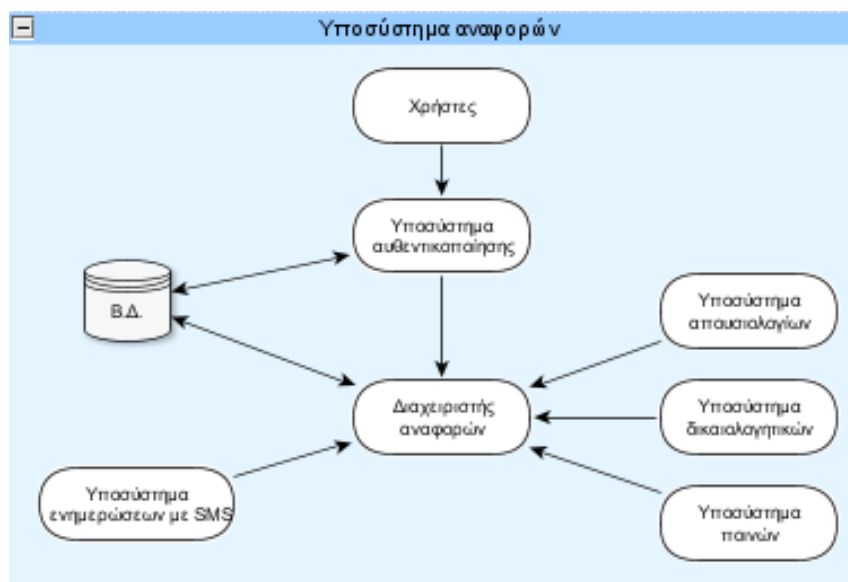 Υποσύστημα αναφορών
Χρήστες
Υποσύστημα
αυθεντικοποίησης
Β.Δ.
Υποσύστημα
απουσιολογίων
Διαχειριστής
αναφορών
Υποσύστημα
δικαιολογητικών
Υποσύστημα
ενημερώσεων με SMS
Υποσύστημα
ποινών